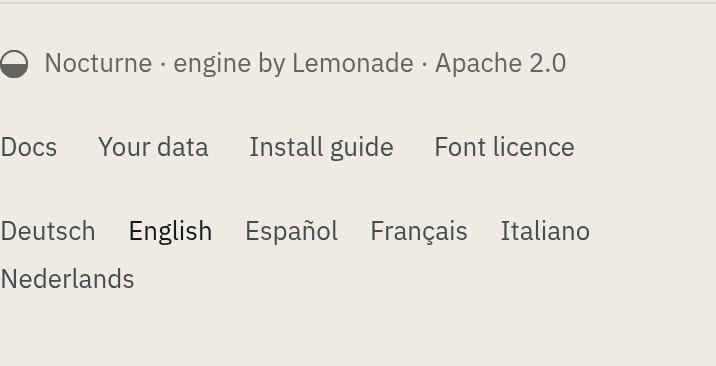 Nocturne · engine by Lemonade · Apache 2.0
Docs Your data Install guide Font licence
Deutsch English Español Français Italiano
Nederlands